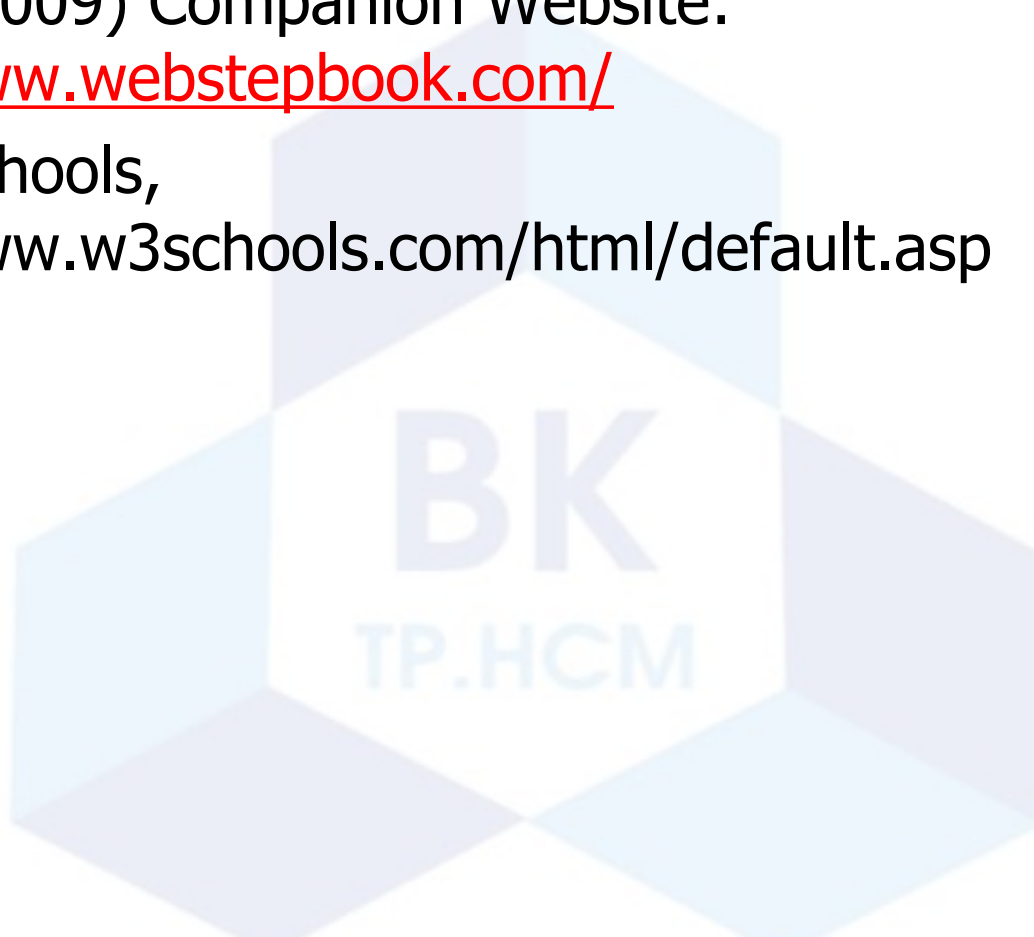 009) Companion Website.
ww.webstepbook.com/
hools,
ww.w3schools.com/html/default.asp
BK
TP.HCM